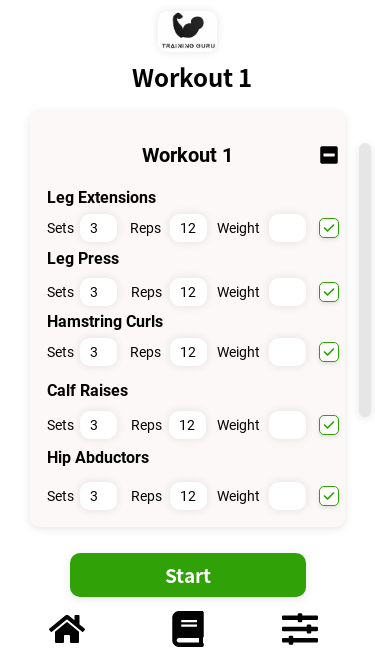 TRAINING GURU
Workout 1
Workout 1
Leg Extensions
Sets 3 Reps 12 Weight
Leg Press
Sets 3 Reps 12 Weight
Hamstring Curls
Sets 3 Reps 12 Weight
Calf Raises
Sets 3 Reps 12 Weight
Hip Abductors
Sets 3 Reps 12 Weight
Start